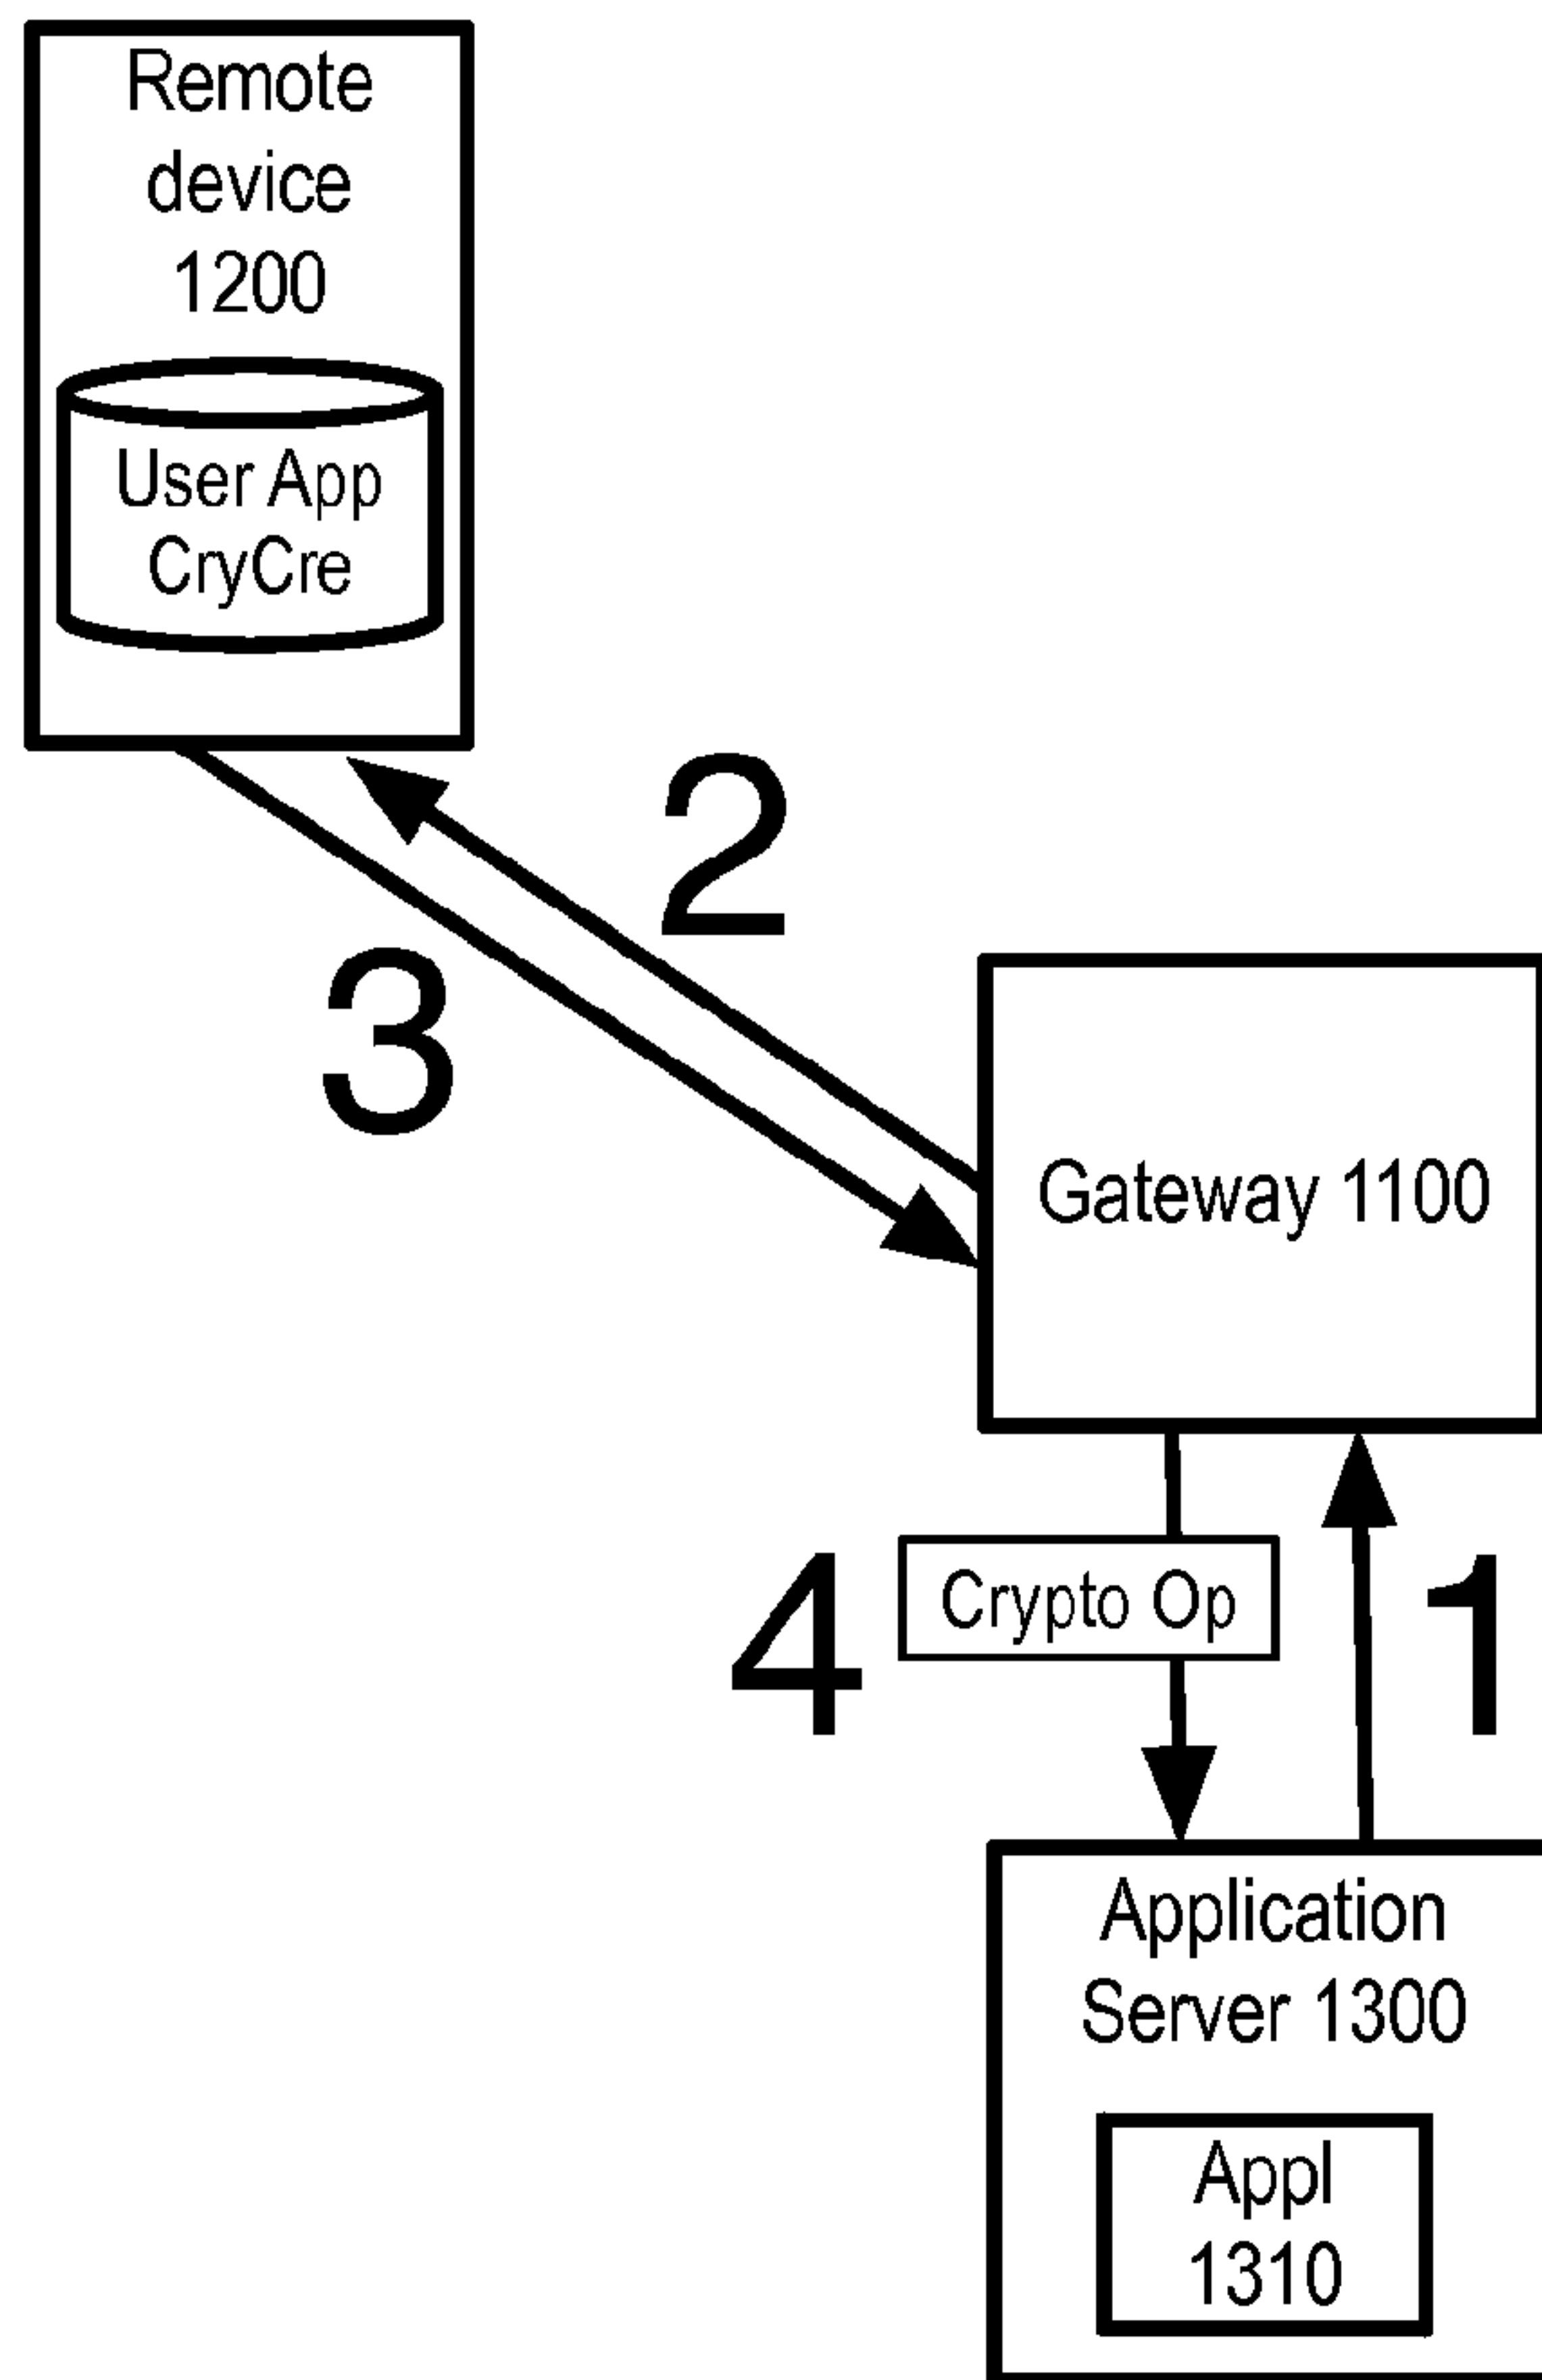 Remote
device
1200
User App
CryCre
2
3
Gateway 1100
4
Crypto Op
1
Application
Server 1300
Appl
1310